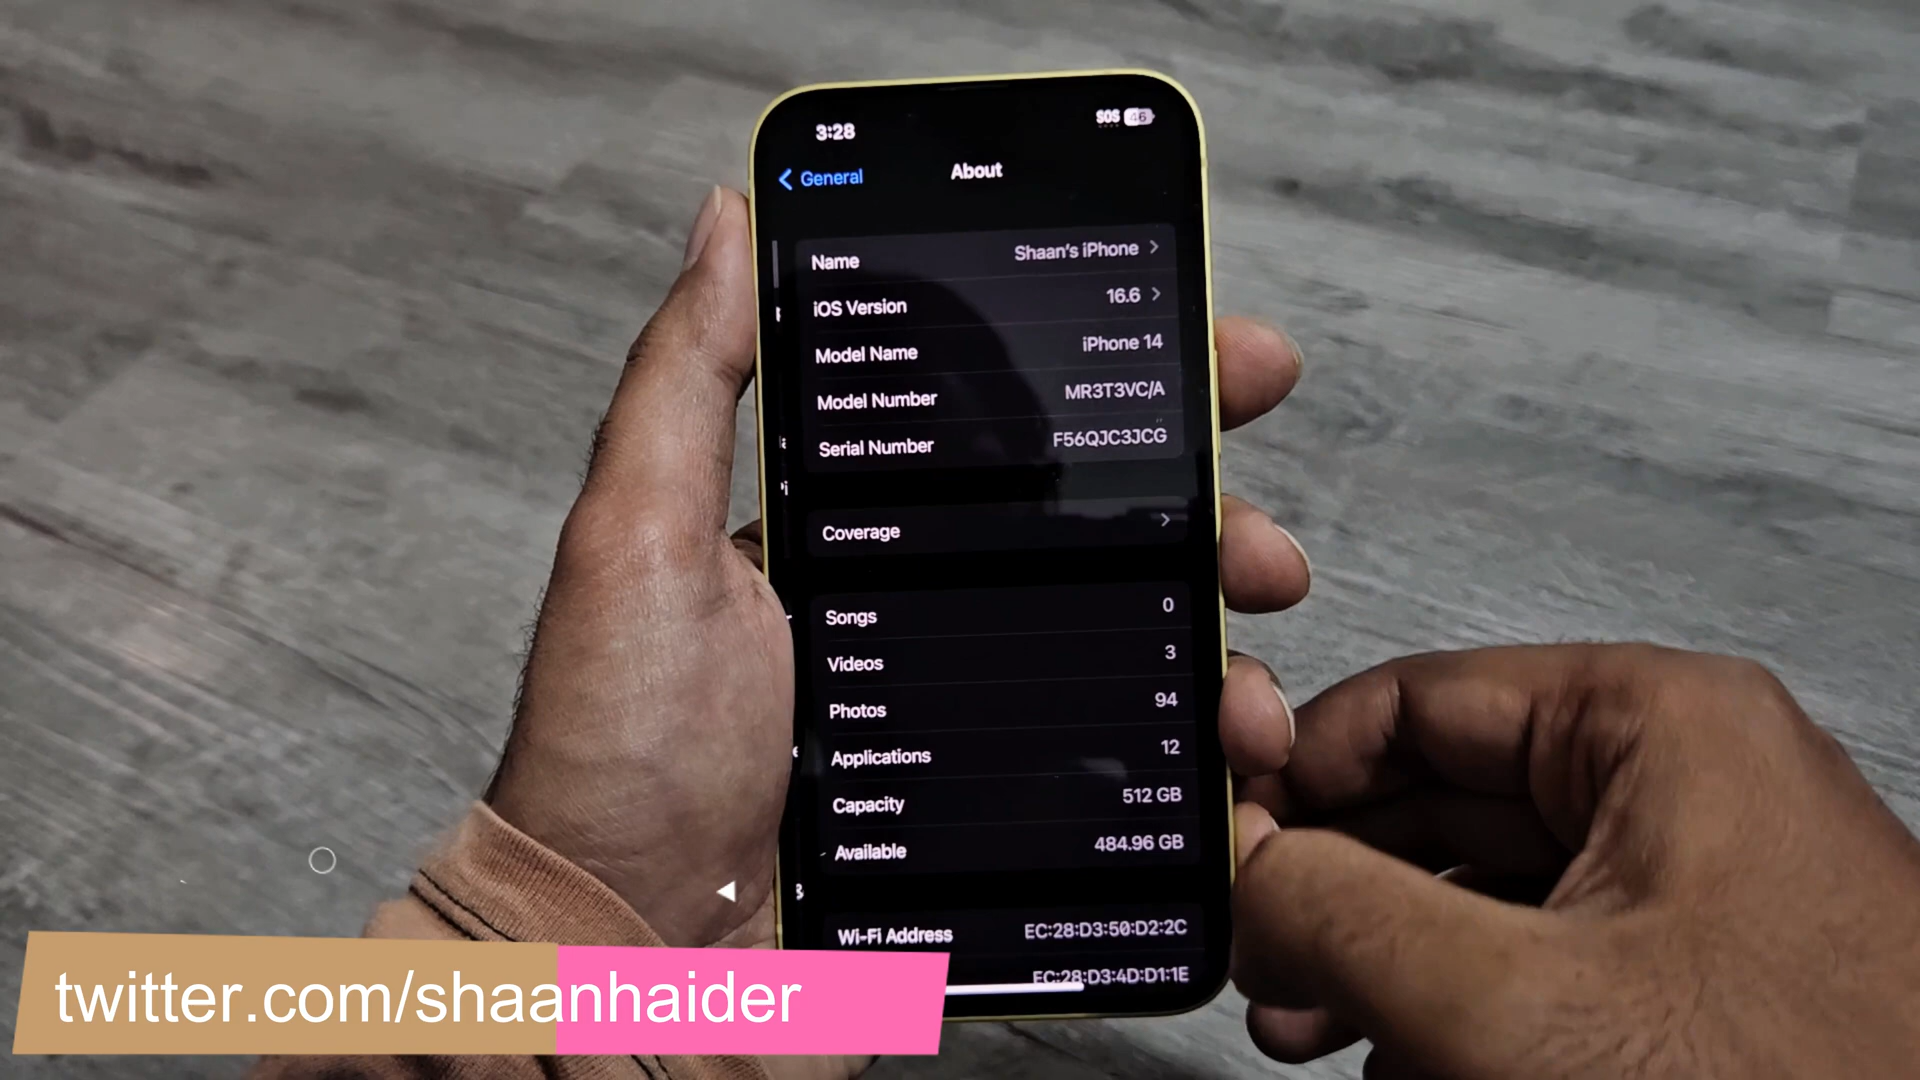 3:28 SOS 46
General About
Name Shaan's iPhone
iOS Version 16.6
Model Name iPhone 14
Model Number MR3T3VC/A
Serial Number F56QJC3JCG
Coverage
Songs 0
Videos 3
Photos 94
Applications 12
Capacity 512 GB
Available 484.96 GB
Wi-Fi Address EC:28:D3:50:D2:2C
EC:28:D3:4D:D1:1E
twitter.com/shaanhaider